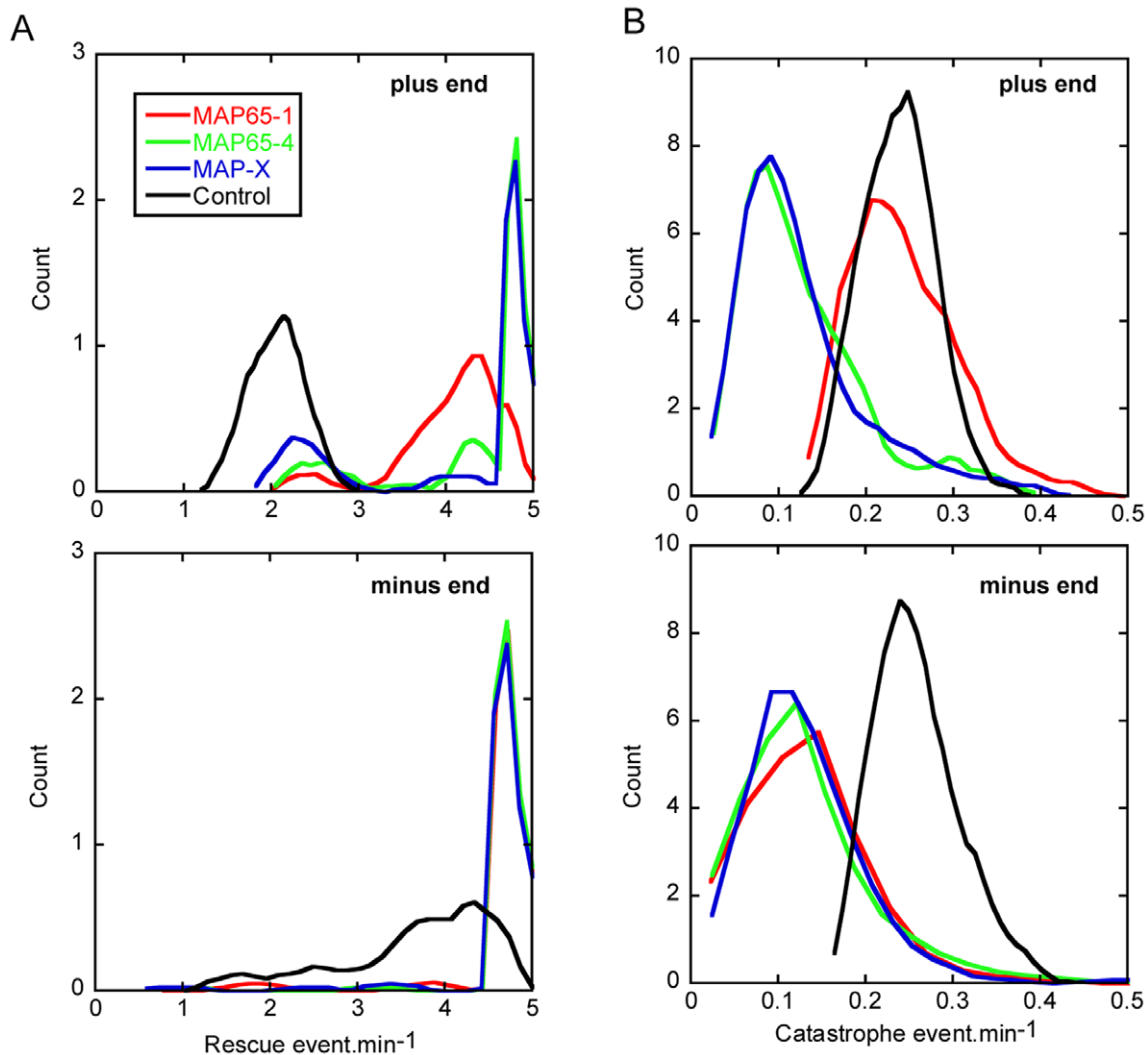 A
3
2
1
0
Count
plus end
MAP65-1
MAP65-4
MAP-X
Control
0 1 2 3 4 5
B
10
8
6
4
2
0
Count
plus end
0 0.1 0.2 0.3 0.4 0.5
3
2
1
0
Count
minus end
0 1 2 3 4 5
Rescue event.min-1
10
8
6
4
2
0
Count
minus end
0 0.1 0.2 0.3 0.4 0.5
Catastrophe event.min-1